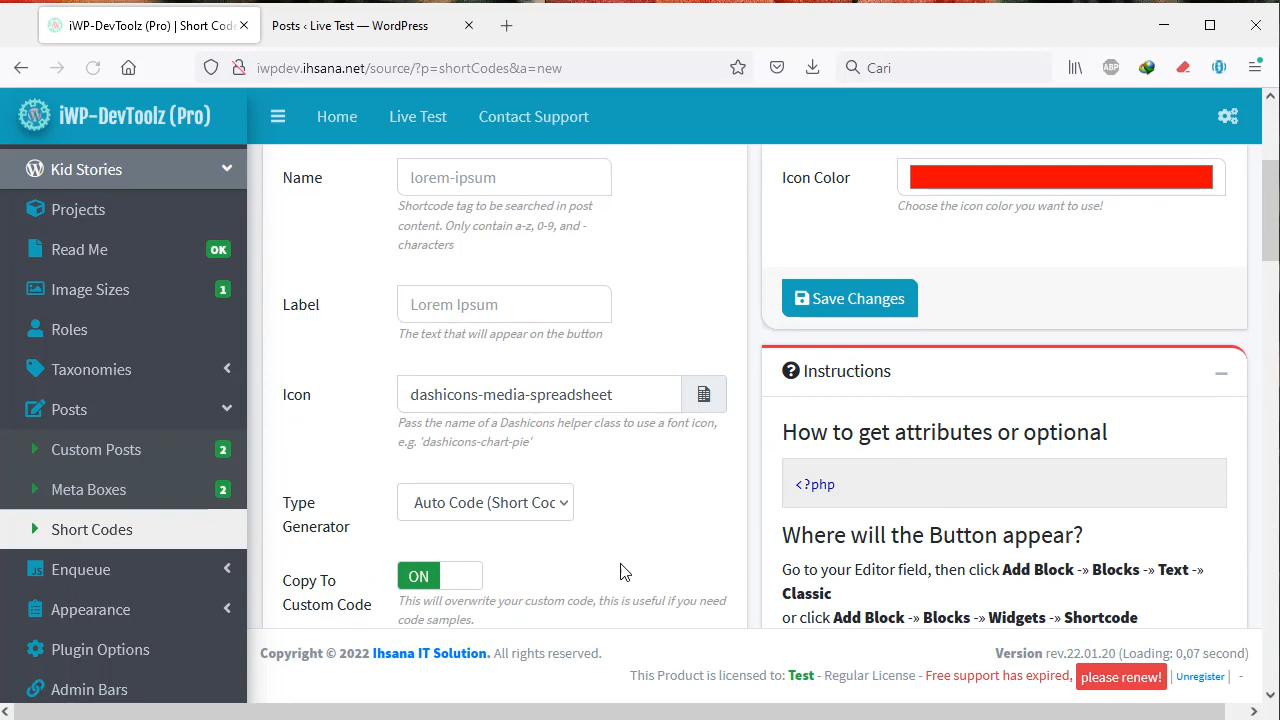 iWP-DevToolz (Pro) | Short Code
Posts ‹ Live Test — WordPress
iwpdev.ihsana.net/source/?p=shortCodes&a=new
Cari
ABP
iWP-DevToolz (Pro)
Home
Live Test
Contact Support
Kid Stories
Projects
Read Me
OK
Image Sizes
1
Roles
Taxonomies
Posts
Custom Posts
2
Meta Boxes
2
Short Codes
Enqueue
Appearance
Plugin Options
Admin Bars
Name
lorem-ipsum
Shortcode tag to be searched in post
content. Only contain a-z, 0-9, and -
characters
Label
Lorem Ipsum
The text that will appear on the button
Icon
dashicons-media-spreadsheet
Pass the name of a Dashicons helper class to use a font icon,
e.g. 'dashicons-chart-pie'
Type
Generator
Auto Code (Short Coc
Copy To
Custom Code
ON
This will overwrite your custom code, this is useful if you need
code samples.
Icon Color
Choose the icon color you want to use!
Save Changes
Instructions
How to get attributes or optional
<?php
Where will the Button appear?
Go to your Editor field, then click Add Block -» Blocks -» Text -»
Classic
or click Add Block -» Blocks -» Widgets -» Shortcode
Copyright © 2022 Ihsana IT Solution. All rights reserved.
Version rev.22.01.20 (Loading: 0,07 second)
This Product is licensed to: Test - Regular License - Free support has expired, please renew! | Unregister | -